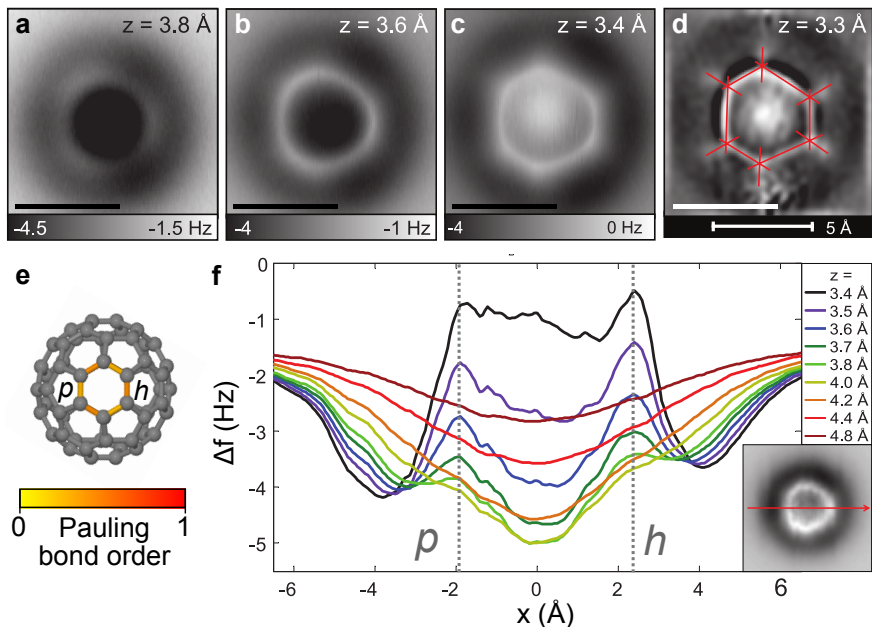 a
z = 3.8 Å
b
z = 3.6 Å
c
z = 3.4 Å
d
z = 3.3 Å
-4.5
-1.5 Hz
-4
-1 Hz
-4
0 Hz
5 Å
e
p
h
0
1
Pauling
bond order
f
0
-1
-2
-3
-4
-5
Δf (Hz)
p
h
-6
-4
-2
0
2
4
6
x (Å)
z =
3.4 Å
3.5 Å
3.6 Å
3.7 Å
3.8 Å
4.0 Å
4.2 Å
4.4 Å
4.8 Å